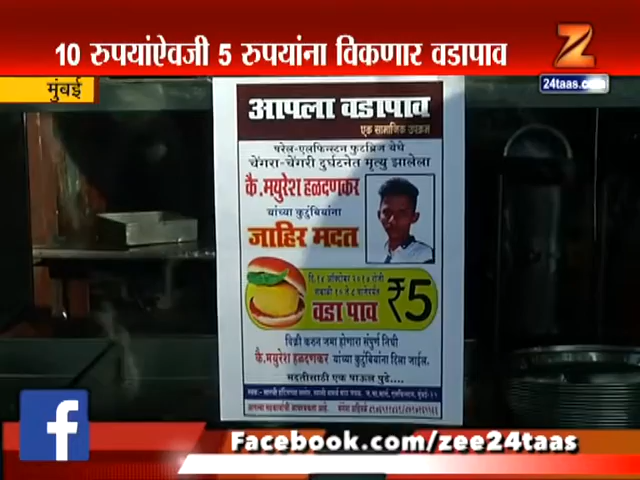 10 रुपयांऐवजी 5 रुपयांना विकणार वडापाव
24taas.com
मुंबई
आपला वडापाव
एक सामाजिक उपक्रम
परेल-एलफिन्स्टन फुटब्रिज येथे
चेंगरा-चेंगरी दुर्घटनेत मृत्यु झालेला
कै.मयुरेश हळदणकर
यांच्या कुटुंबियांना
जाहिर मदत
वडा पाव ₹5
विक्री करुन जमा होणारा संपुर्ण निधी
कै.मयुरेश हळदणकर यांच्या कुटुंबियांना दिला जाईल.
मदतीसाठी एक पाऊल पुढे....
Facebook.com/zee24taas